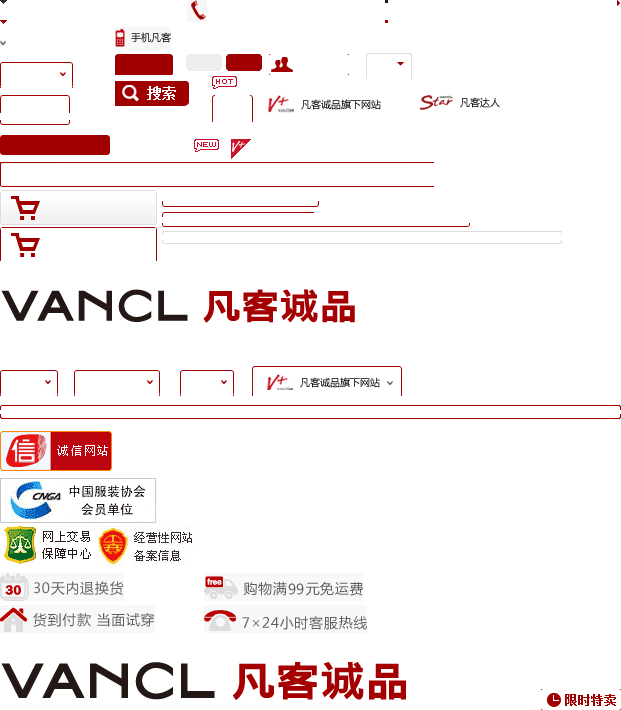 手机凡客
搜索
HOT
V+
凡客诚品旗下网站
Star
凡客达人
NEW
V+
VANCL 凡客诚品
V+
凡客诚品旗下网站
信 诚信网站
CNGA
中国服装协会
会员单位
网上交易
保障中心
经营性网站
备案信息
30 30天内退换货
free 购物满99元免运费
货到付款 当面试穿
7×24小时客服热线
VANCL 凡客诚品
限时特卖